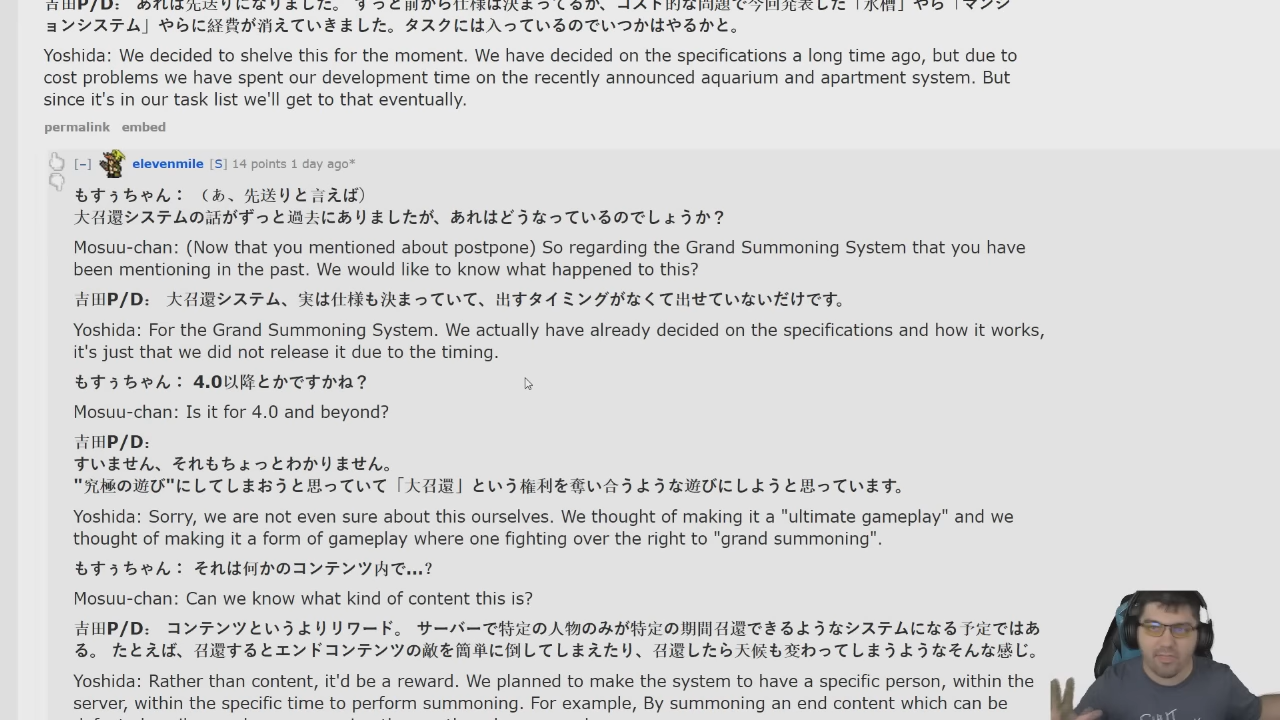 吉田P/D: あれは先送りになりました。 ずっと前から仕様は決まってるが、コスト的な問題で今回発表した「水槽」やら「マンシ
ョンシステム」やらに経費が消えていきました。タスクには入っているのでいつかはやるかと。
Yoshida: We decided to shelve this for the moment. We have decided on the specifications a long time ago, but due to
cost problems we have spent our development time on the recently announced aquarium and apartment system. But
since it's in our task list we'll get to that eventually.
permalink embed
[–] elevenmile [S] 14 points 1 day ago*
もすぅちゃん： （ぁ、先送りと言えば）
大召還システムの話がずっと過去にありましたが、あれはどうなっているのでしょうか？
Mosuu-chan: (Now that you mentioned about postpone) So regarding the Grand Summoning System that you have
been mentioning in the past. We would like to know what happened to this?
吉田P/D: 大召還システム、実は仕様も決まっていて、出すタイミングがなくて出せていないだけです。
Yoshida: For the Grand Summoning System. We actually have already decided on the specifications and how it works,
it's just that we did not release it due to the timing.
もすぅちゃん： 4.0以降とかですかね？
Mosuu-chan: Is it for 4.0 and beyond?
吉田P/D:
すいません、それもちょっとわかりません。
"究極の遊び"にしてしまおうと思っていて「大召還」という権利を奪い合うような遊びにしようと思っています。
Yoshida: Sorry, we are not even sure about this ourselves. We thought of making it a "ultimate gameplay" and we
thought of making it a form of gameplay where one fighting over the right to "grand summoning".
もすぅちゃん： それは何かのコンテンツ内で...？
Mosuu-chan: Can we know what kind of content this is?
吉田P/D: コンテンツというよりリワード。 サーバーで特定の人物のみが特定の期間召還できるようなシステムになる予定ではあ
る。 たとえば、召還するとエンドコンテンツの敵を簡単に倒してしまえたり、召還したら天候も変わってしまうようなそんな感じ。
Yoshida: Rather than content, it'd be a reward. We planned to make the system to have a specific person, within the
server, within the specific time to perform summoning. For example, By summoning an end content which can be